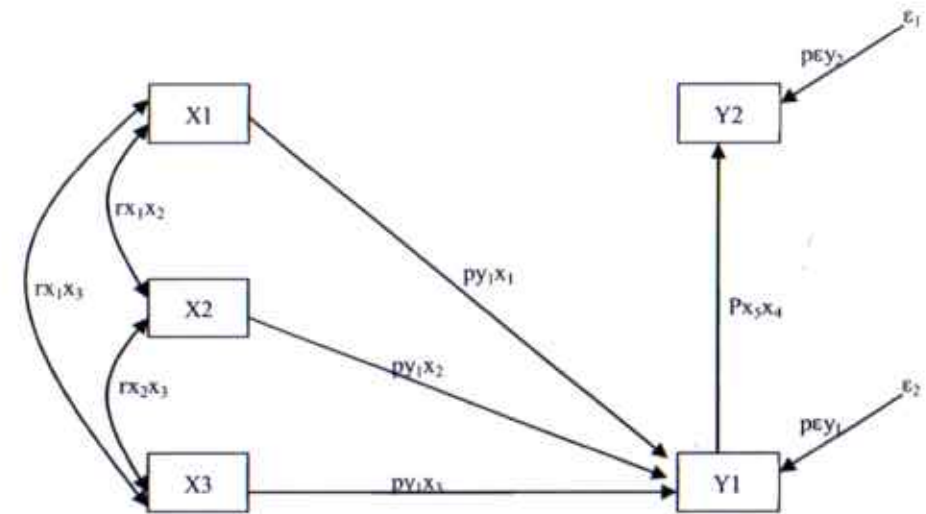 ε₁
pεy₂
X1
Y2
rx₁x₂
py₁x₁
rx₁x₃
X2
Px₅x₄
py₁x₂
rx₂x₃
ε₂
pεy₁
X3
py₁x₃
Y1